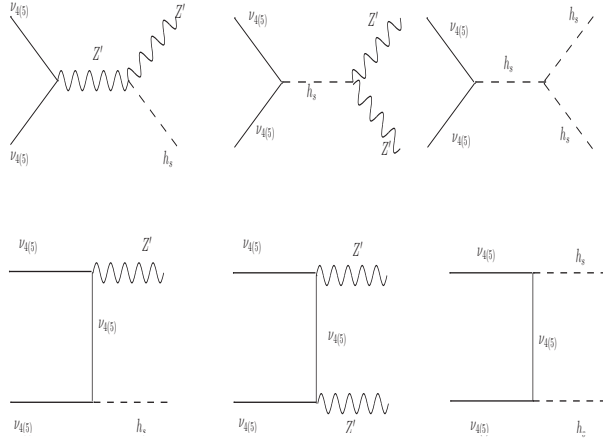 ν₄₍₅₎ Z′ ν₄₍₅₎ h_s
Z′ Z′ h_s h_s
ν₄₍₅₎ ν₄₍₅₎ Z′ h_s
ν₄₍₅₎ h_s Z′
ν₄₍₅₎ Z′ ν₄₍₅₎ Z′ ν₄₍₅₎ h_s
ν₄₍₅₎ ν₄₍₅₎ ν₄₍₅₎
ν₄₍₅₎ h_s ν₄₍₅₎ Z′ ν₄₍₅₎